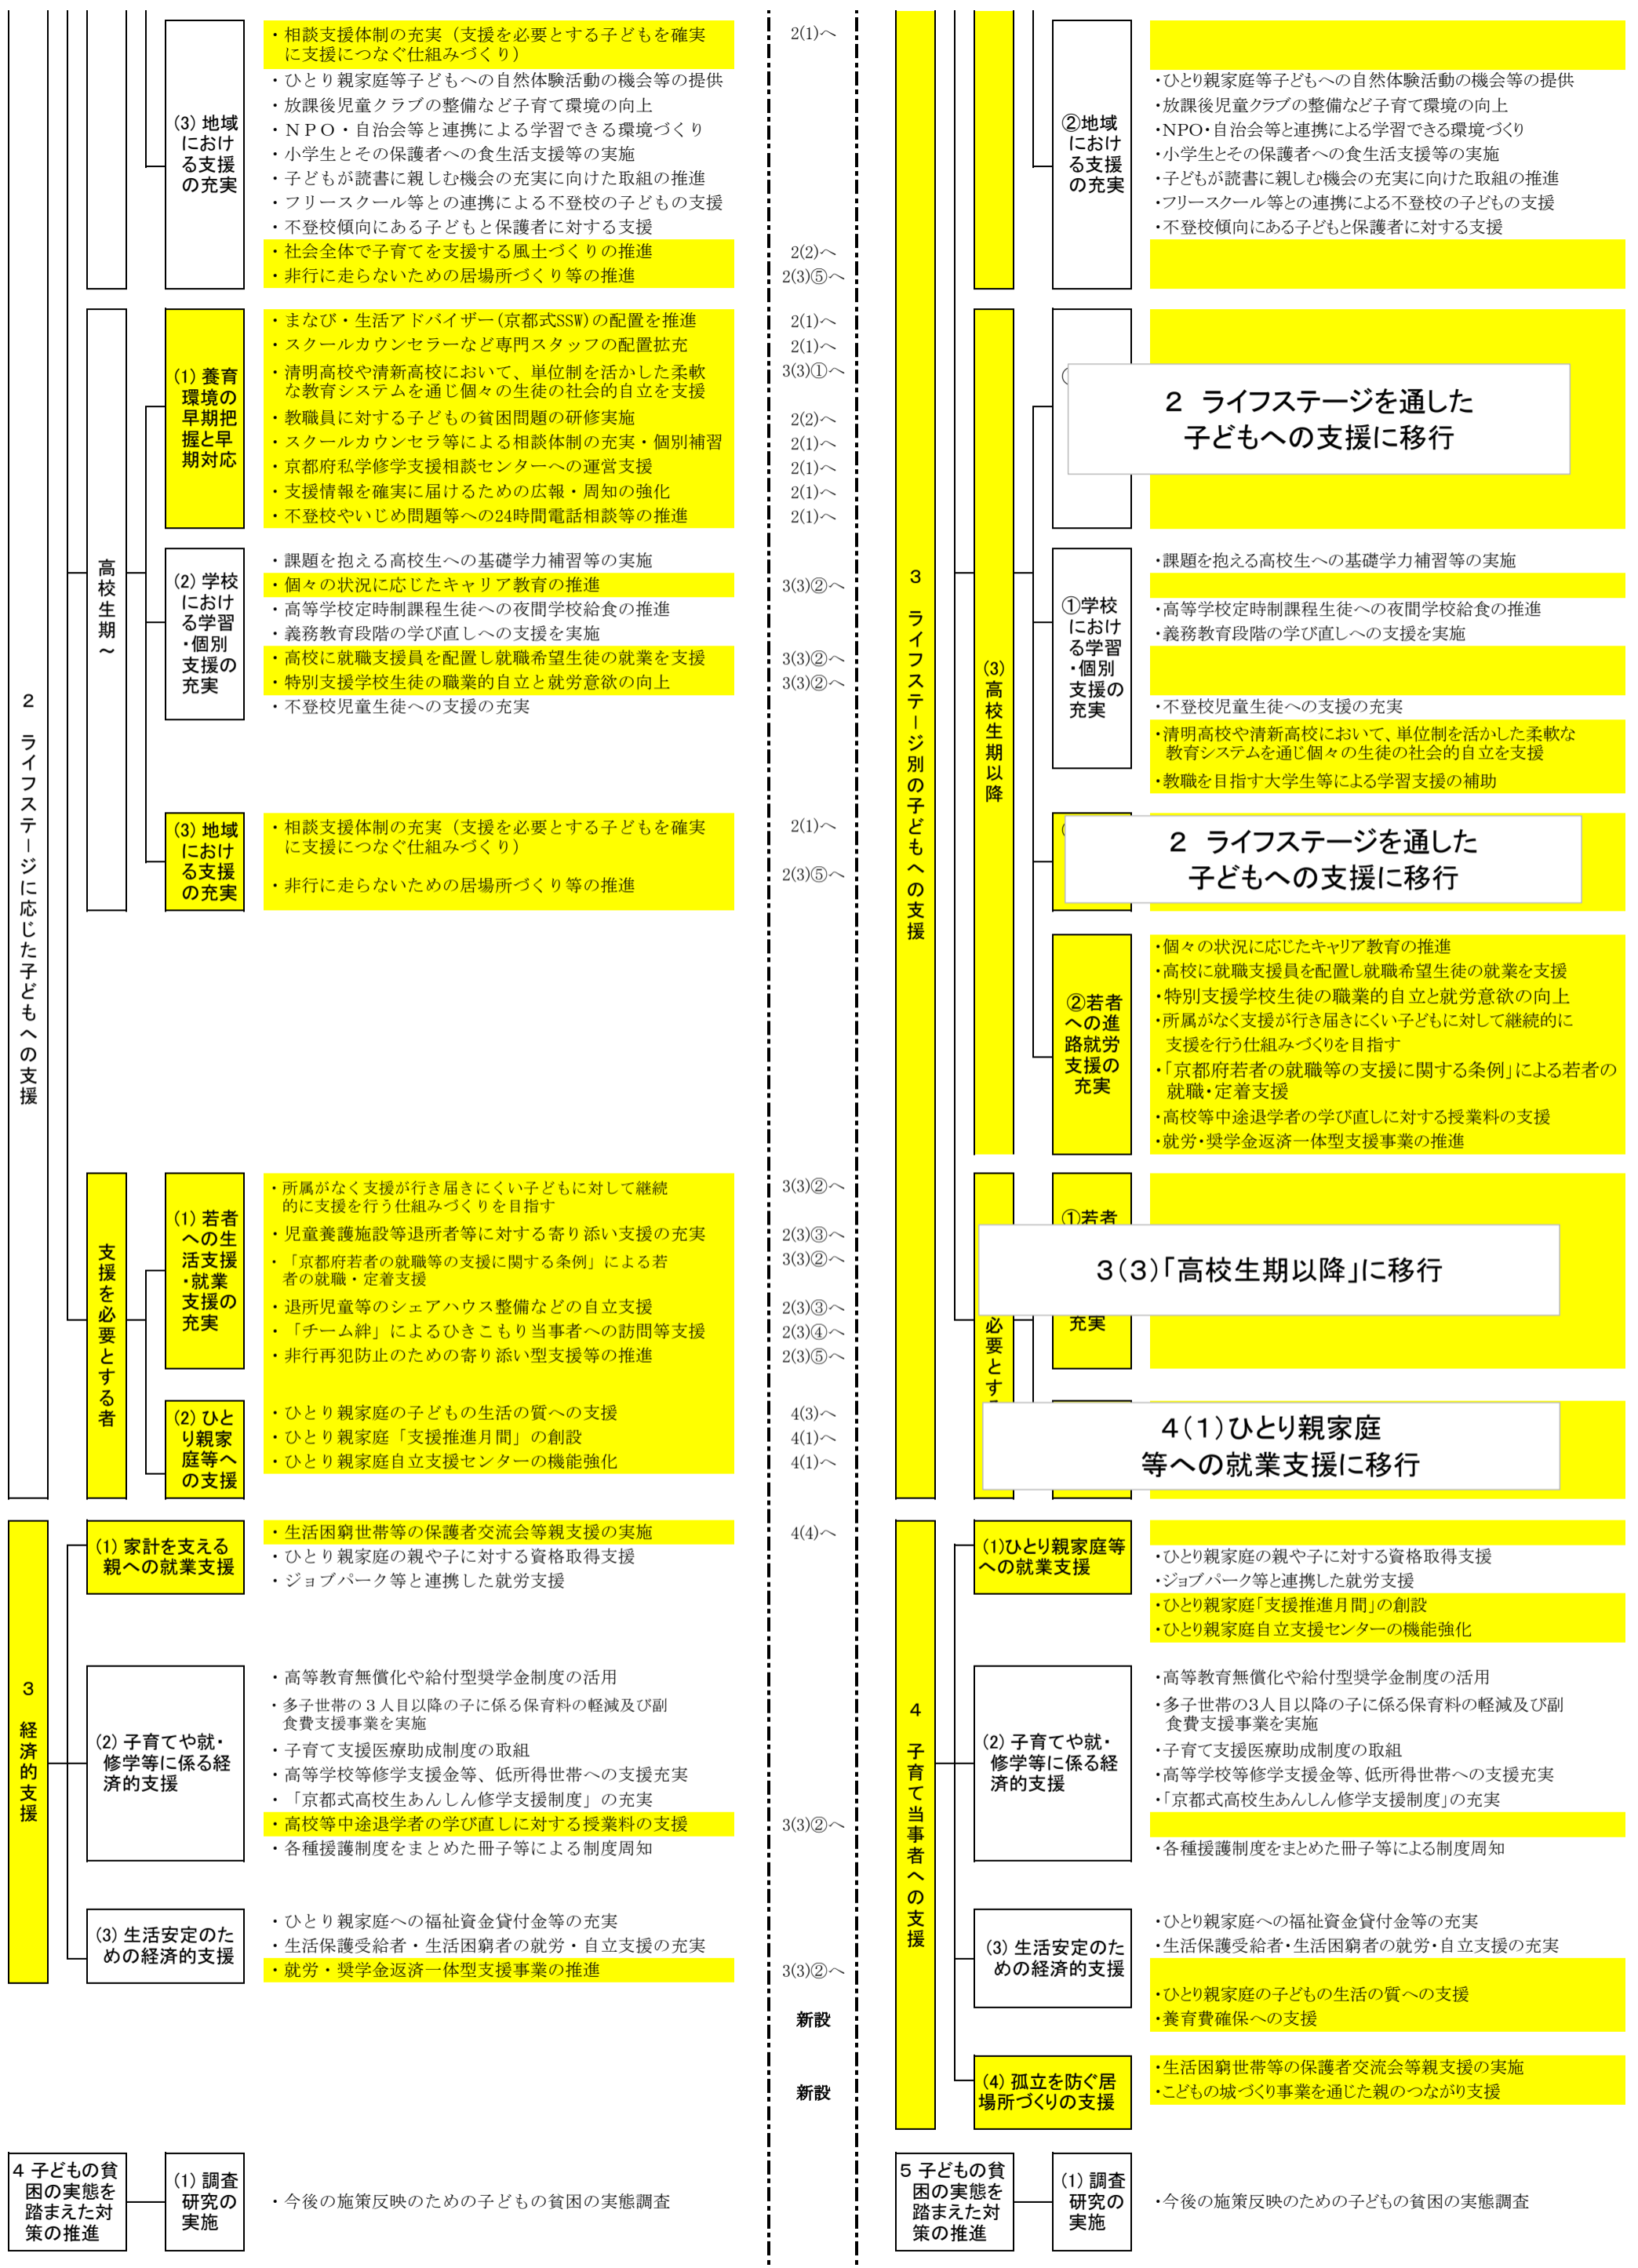 2 ライフステージに応じた子どもへの支援
(3) 地域
におけ
る支援
の充実
・相談支援体制の充実（支援を必要とする子どもを確実
に支援につなぐ仕組みづくり）
2(1)へ
・ひとり親家庭等子どもへの自然体験活動の機会等の提供
・放課後児童クラブの整備など子育て環境の向上
・ＮＰＯ・自治会等と連携による学習できる環境づくり
・小学生とその保護者への食生活支援等の実施
・子どもが読書に親しむ機会の充実に向けた取組の推進
・フリースクール等との連携による不登校の子どもの支援
・不登校傾向にある子どもと保護者に対する支援
・社会全体で子育てを支援する風土づくりの推進
2(2)へ
・非行に走らないための居場所づくり等の推進
2(3)⑤へ
高校生期～
(1) 養育
環境の
早期把
握と早
期対応
・まなび・生活アドバイザー(京都式SSW)の配置を推進
2(1)へ
・スクールカウンセラーなど専門スタッフの配置拡充
2(1)へ
・清明高校や清新高校において、単位制を活かした柔軟
な教育システムを通じ個々の生徒の社会的自立を支援
3(3)①へ
・教職員に対する子どもの貧困問題の研修実施
2(2)へ
・スクールカウンセラ等による相談体制の充実・個別補習
2(1)へ
・京都府私学修学支援相談センターへの運営支援
2(1)へ
・支援情報を確実に届けるための広報・周知の強化
2(1)へ
・不登校やいじめ問題等への24時間電話相談等の推進
2(1)へ
(2) 学校
におけ
る学習
・個別
支援の
充実
・課題を抱える高校生への基礎学力補習等の実施
・個々の状況に応じたキャリア教育の推進
3(3)②へ
・高等学校定時制課程生徒への夜間学校給食の推進
・義務教育段階の学び直しへの支援を実施
・高校に就職支援員を配置し就職希望生徒の就業を支援
3(3)②へ
・特別支援学校生徒の職業的自立と就労意欲の向上
3(3)②へ
・不登校児童生徒への支援の充実
(3) 地域
におけ
る支援
の充実
・相談支援体制の充実（支援を必要とする子どもを確実
に支援につなぐ仕組みづくり）
2(1)へ
・非行に走らないための居場所づくり等の推進
2(3)⑤へ
支援を必要とする者
(1) 若者
への生
活支援
・就業
支援の
充実
・所属がなく支援が行き届きにくい子どもに対して継続
的に支援を行う仕組みづくりを目指す
3(3)②へ
・児童養護施設等退所者等に対する寄り添い支援の充実
2(3)③へ
・「京都府若者の就職等の支援に関する条例」による若
者の就職・定着支援
3(3)②へ
・退所児童等のシェアハウス整備などの自立支援
2(3)③へ
・「チーム絆」によるひきこもり当事者への訪問等支援
2(3)④へ
・非行再犯防止のための寄り添い型支援等の推進
2(3)⑤へ
(2) ひと
り親家
庭等へ
の支援
・ひとり親家庭の子どもの生活の質への支援
4(3)へ
・ひとり親家庭「支援推進月間」の創設
4(1)へ
・ひとり親家庭自立支援センターの機能強化
4(1)へ
3 経済的支援
(1) 家計を支える
親への就業支援
・生活困窮世帯等の保護者交流会等親支援の実施
4(4)へ
・ひとり親家庭の親や子に対する資格取得支援
・ジョブパーク等と連携した就労支援
(2) 子育てや就・
修学等に係る経
済的支援
・高等教育無償化や給付型奨学金制度の活用
・多子世帯の３人目以降の子に係る保育料の軽減及び副
食費支援事業を実施
・子育て支援医療助成制度の取組
・高等学校等修学支援金等、低所得世帯への支援充実
・「京都式高校生あんしん修学支援制度」の充実
・高校等中途退学者の学び直しに対する授業料の支援
3(3)②へ
・各種援護制度をまとめた冊子等による制度周知
(3) 生活安定のた
めの経済的支援
・ひとり親家庭への福祉資金貸付金等の充実
・生活保護受給者・生活困窮者の就労・自立支援の充実
・就労・奨学金返済一体型支援事業の推進
3(3)②へ
新設
新設
4 子どもの貧
困の実態を
踏まえた対
策の推進
(1) 調査
研究の
実施
・今後の施策反映のための子どもの貧困の実態調査
3 ライフステージ別の子どもへの支援
②地域
におけ
る支援
の充実
・ひとり親家庭等子どもへの自然体験活動の機会等の提供
・放課後児童クラブの整備など子育て環境の向上
・NPO・自治会等と連携による学習できる環境づくり
・小学生とその保護者への食生活支援等の実施
・子どもが読書に親しむ機会の充実に向けた取組の推進
・フリースクール等との連携による不登校の子どもの支援
・不登校傾向にある子どもと保護者に対する支援
(3)高校生期以降
2 ライフステージを通した
子どもへの支援に移行
①学校
におけ
る学習
・個別
支援の
充実
・課題を抱える高校生への基礎学力補習等の実施
・高等学校定時制課程生徒への夜間学校給食の推進
・義務教育段階の学び直しへの支援を実施
・不登校児童生徒への支援の充実
・清明高校や清新高校において、単位制を活かした柔軟な
教育システムを通じ個々の生徒の社会的自立を支援
・教職を目指す大学生等による学習支援の補助
2 ライフステージを通した
子どもへの支援に移行
②若者
への進
路就労
支援の
充実
・個々の状況に応じたキャリア教育の推進
・高校に就職支援員を配置し就職希望生徒の就業を支援
・特別支援学校生徒の職業的自立と就労意欲の向上
・所属がなく支援が行き届きにくい子どもに対して継続的に
支援を行う仕組みづくりを目指す
・「京都府若者の就職等の支援に関する条例」による若者の
就職・定着支援
・高校等中途退学者の学び直しに対する授業料の支援
・就労・奨学金返済一体型支援事業の推進
①若者
3(3)「高校生期以降」に移行
充実
必要とす
4(1)ひとり親家庭
等への就業支援に移行
4 子育て当事者への支援
(1)ひとり親家庭等
への就業支援
・ひとり親家庭の親や子に対する資格取得支援
・ジョブパーク等と連携した就労支援
・ひとり親家庭「支援推進月間」の創設
・ひとり親家庭自立支援センターの機能強化
(2) 子育てや就・
修学等に係る経
済的支援
・高等教育無償化や給付型奨学金制度の活用
・多子世帯の3人目以降の子に係る保育料の軽減及び副
食費支援事業を実施
・子育て支援医療助成制度の取組
・高等学校等修学支援金等、低所得世帯への支援充実
・「京都式高校生あんしん修学支援制度」の充実
・各種援護制度をまとめた冊子等による制度周知
(3) 生活安定のた
めの経済的支援
・ひとり親家庭への福祉資金貸付金等の充実
・生活保護受給者・生活困窮者の就労・自立支援の充実
・ひとり親家庭の子どもの生活の質への支援
・養育費確保への支援
(4) 孤立を防ぐ居
場所づくりの支援
・生活困窮世帯等の保護者交流会等親支援の実施
・こどもの城づくり事業を通じた親のつながり支援
5 子どもの貧
困の実態を
踏まえた対
策の推進
(1) 調査
研究の
実施
・今後の施策反映のための子どもの貧困の実態調査